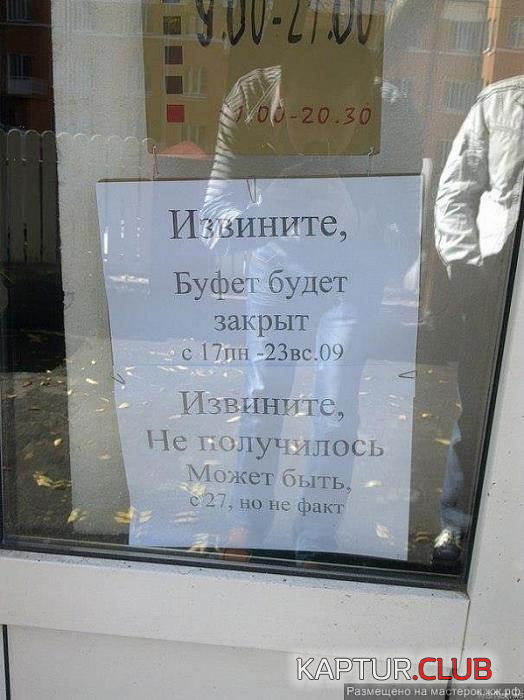 9.00-21.00
1.00-20.30
Извините,
Буфет будет
закрыт
с 17пн -23вс.09
Извините,
Не получилось
Может быть,
с 27, но не факт
KAPTUR.CLUB
Размещено на мастерок.жж.рф